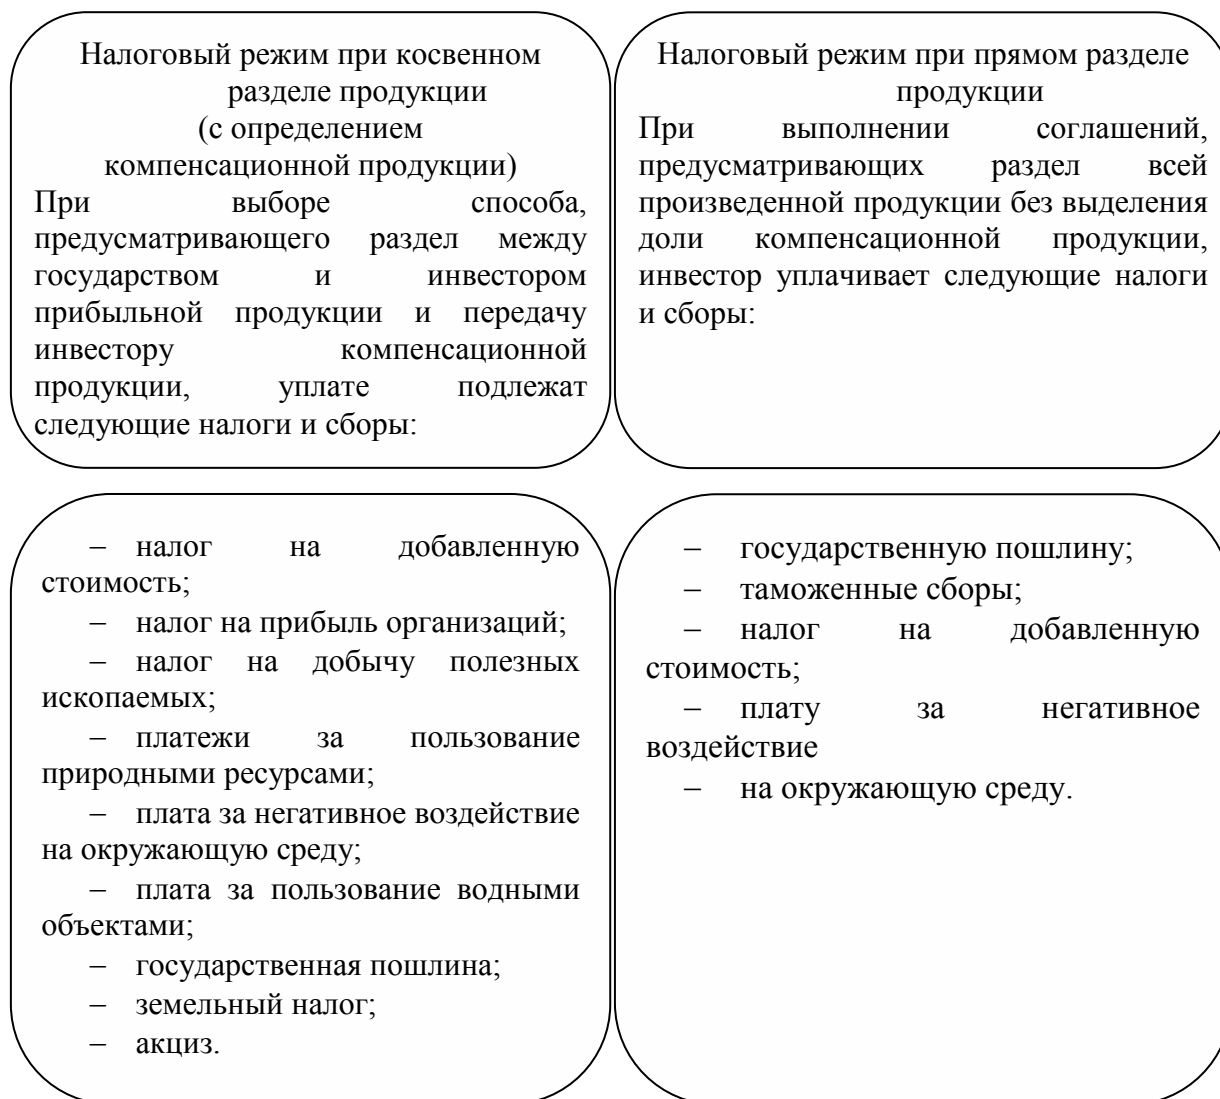 Налоговый режим при косвенном
разделе продукции
(с определением
компенсационной продукции)
При выборе способа,
предусматривающего раздел между
государством и инвестором
прибыльной продукции и передачу
инвестору компенсационной
продукции, уплате подлежат
следующие налоги и сборы:
Налоговый режим при прямом разделе
продукции
При выполнении соглашений,
предусматривающих раздел всей
произведенной продукции без выделения
доли компенсационной продукции,
инвестор уплачивает следующие налоги
и сборы:
– налог на добавленную
стоимость;
– налог на прибыль организаций;
– налог на добычу полезных
ископаемых;
– платежи за пользование
природными ресурсами;
– плата за негативное воздействие
на окружающую среду;
– плата за пользование водными
объектами;
– государственная пошлина;
– земельный налог;
– акциз.
– государственную пошлину;
– таможенные сборы;
– налог на добавленную
стоимость;
– плату за негативное
воздействие
– на окружающую среду.